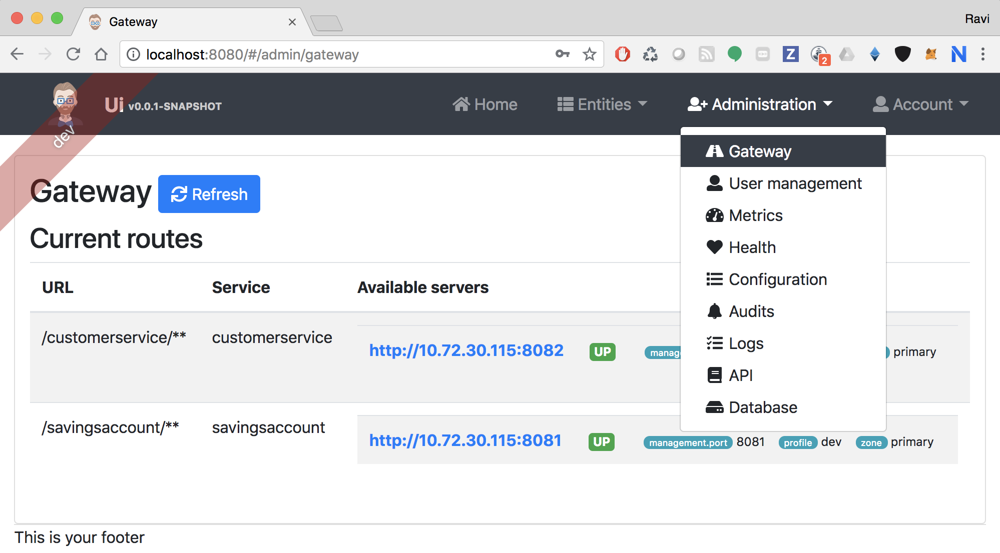 Gateway
Ravi
localhost:8080/#/admin/gateway
2
Z
N
Ui v0.0.1-SNAPSHOT
Home
Entities
Administration
Account
dev
Gateway
User management
Metrics
Health
Configuration
Audits
Logs
API
Database
Gateway Refresh
Current routes
URL Service Available servers
/customerservice/** customerservice http://10.72.30.115:8082 UP primary
/savingsaccount/** savingsaccount http://10.72.30.115:8081 UP management.port 8081 profile dev zone primary
This is your footer